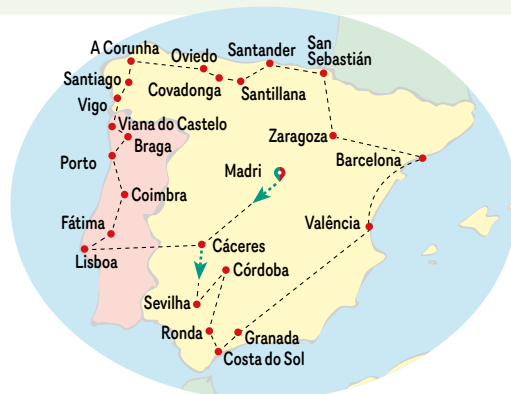 A Corunha
Oviedo
Santander
San
Sebastián
Santiago
Covadonga
Santillana
Vigo
Viana do Castelo
Braga
Zaragoza
Porto
Madri
Barcelona
Coimbra
Fátima
Valência
Lisboa
Cáceres
Córdoba
Sevilha
Ronda
Granada
Costa do Sol